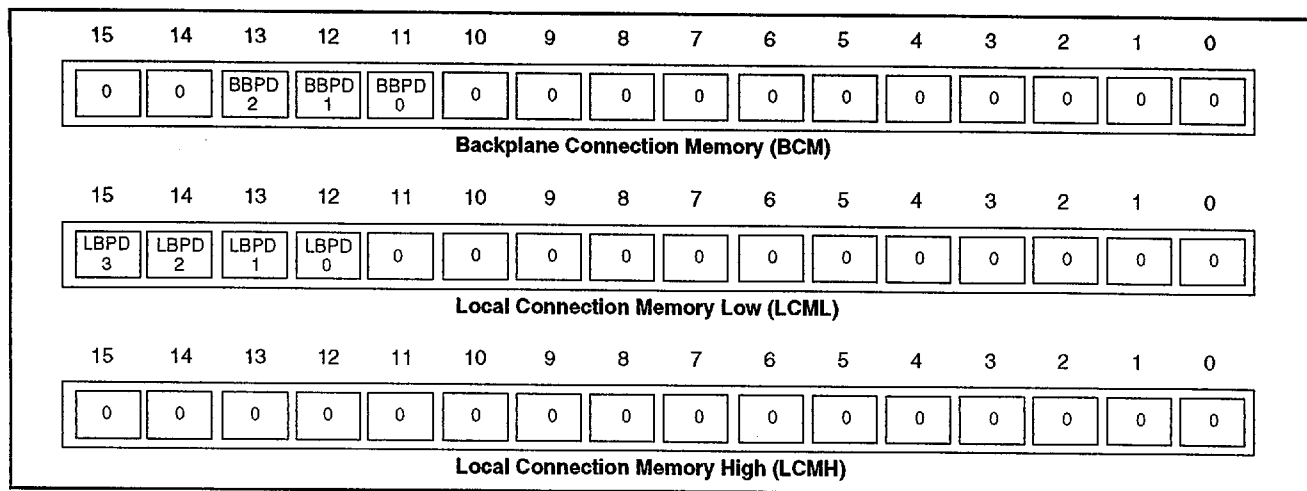 15 14 13 12 11 10 9 8 7 6 5 4 3 2 1 0
0 0 BBPD 2 BBPD 1 BBPD 0 0 0 0 0 0 0 0 0 0 0 0
Backplane Connection Memory (BCM)
15 14 13 12 11 10 9 8 7 6 5 4 3 2 1 0
LBPD 3 LBPD 2 LBPD 1 LBPD 0 0 0 0 0 0 0 0 0 0 0 0 0
Local Connection Memory Low (LCML)
15 14 13 12 11 10 9 8 7 6 5 4 3 2 1 0
0 0 0 0 0 0 0 0 0 0 0 0 0 0 0 0
Local Connection Memory High (LCMH)